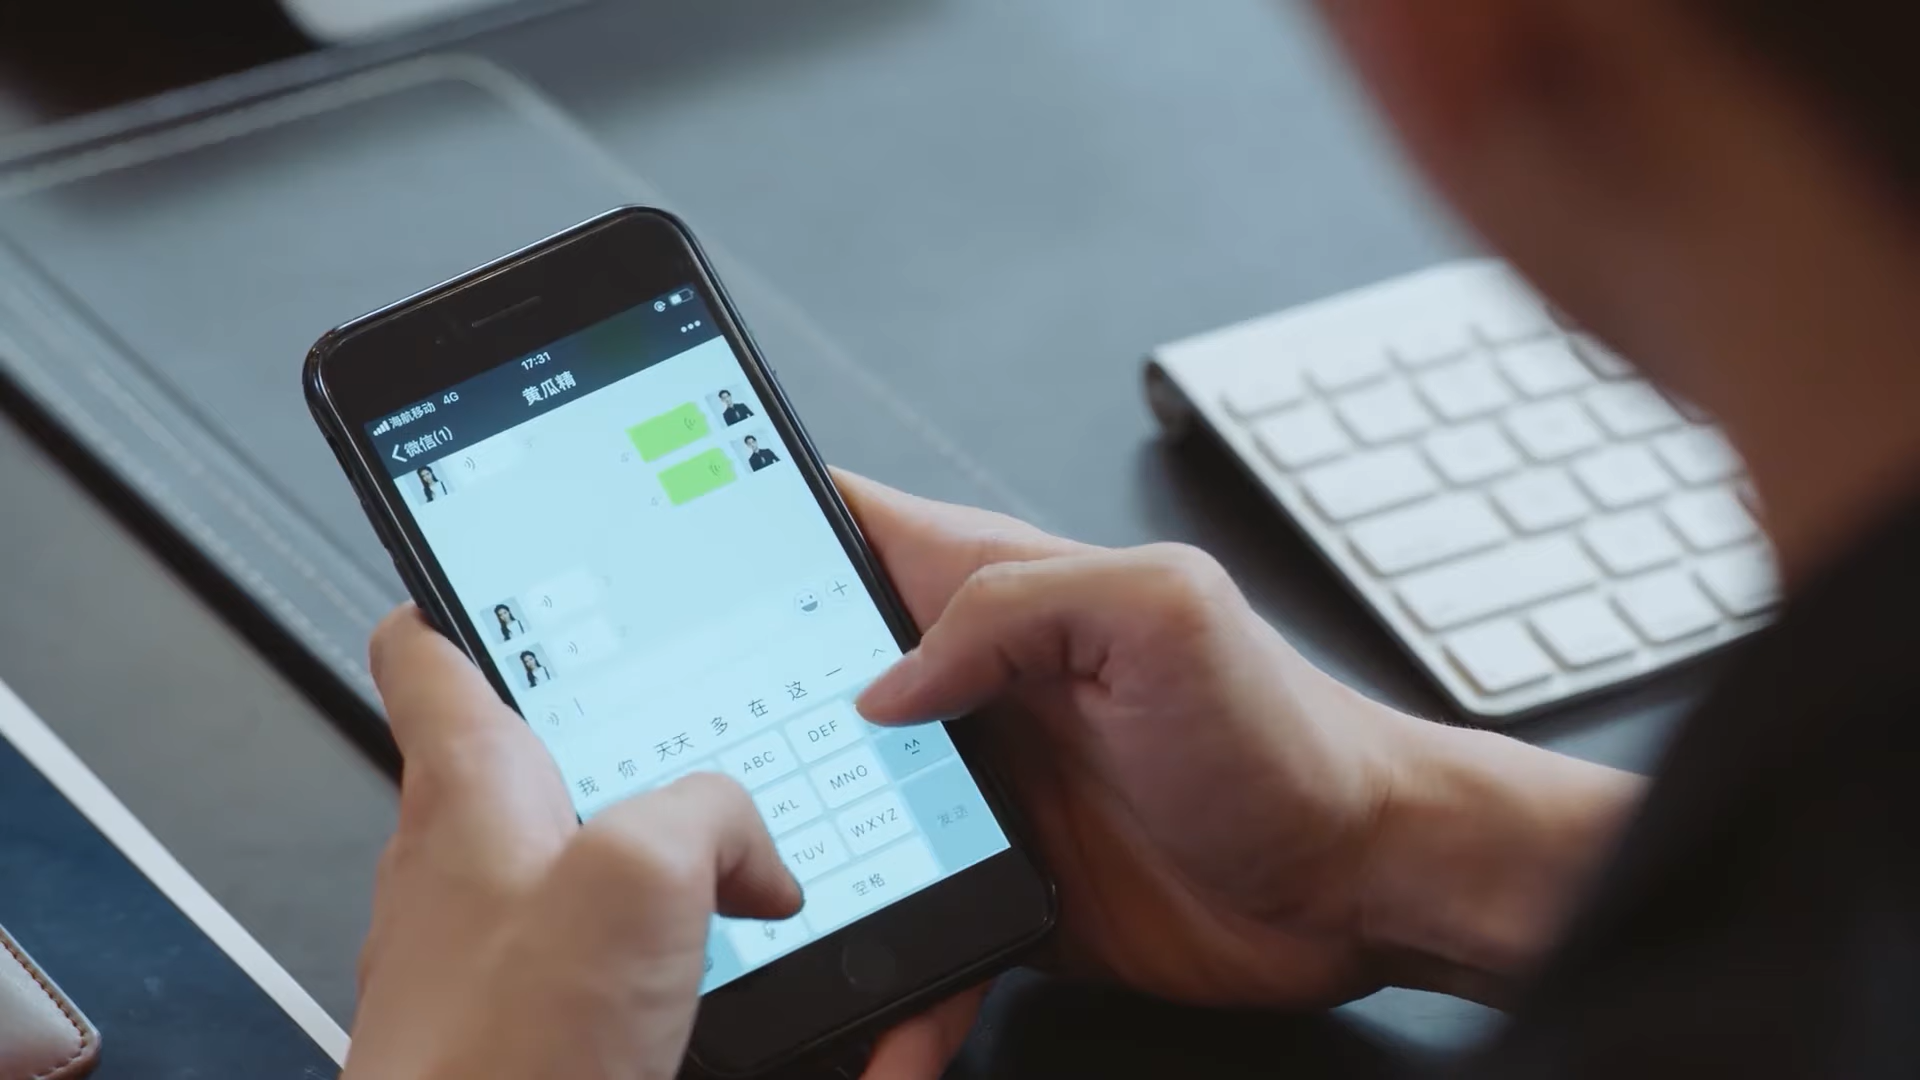 海航移动 4G
17:31
微信(1)
黄瓜精
我 你 天天 多 在 这 一
ABC DEF
JKL MNO
TUV WXYZ
空格
发送